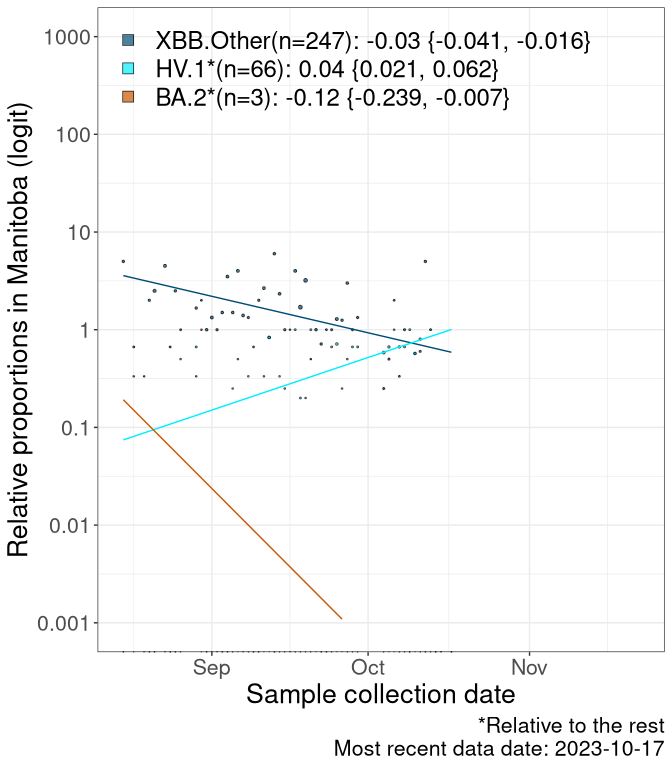 1000
100
10
1
0.1
0.01
0.001
Relative proportions in Manitoba (logit)
XBB.Other(n=247): -0.03 {-0.041, -0.016}
HV.1*(n=66): 0.04 {0.021, 0.062}
BA.2*(n=3): -0.12 {-0.239, -0.007}
Sep Oct Nov
Sample collection date
*Relative to the rest
Most recent data date: 2023-10-17